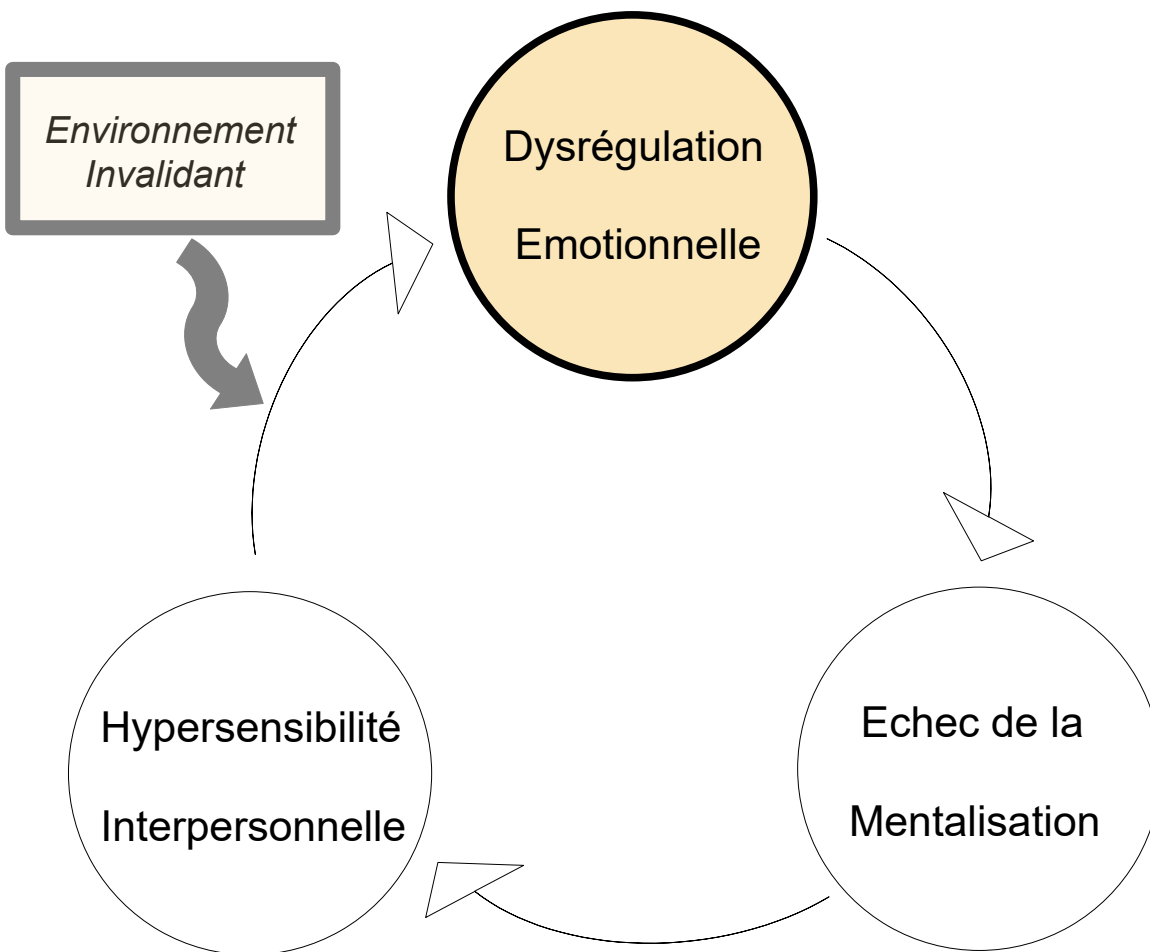 Environnement
Invalidant
Dysrégulation
Emotionnelle
Hypersensibilité
Interpersonnelle
Echec de la
Mentalisation